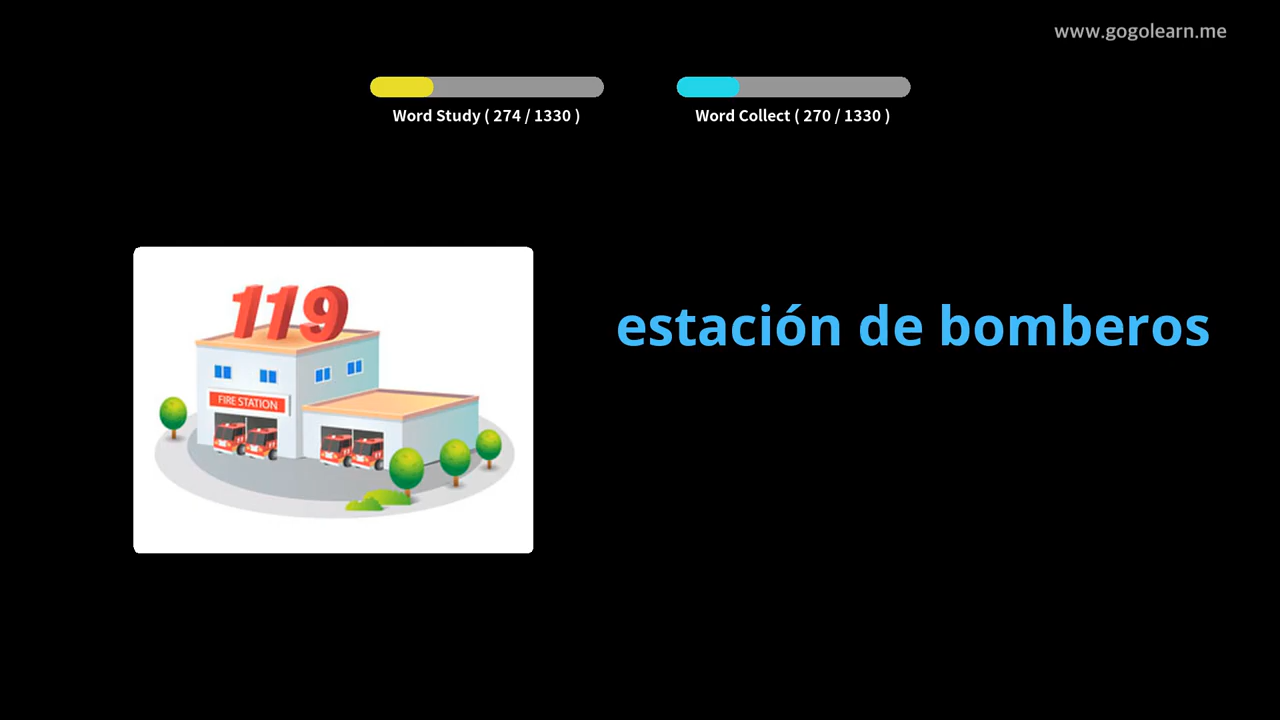 www.gogolearn.me
Word Study ( 274 / 1330 )
Word Collect ( 270 / 1330 )
119
FIRE STATION
estación de bomberos